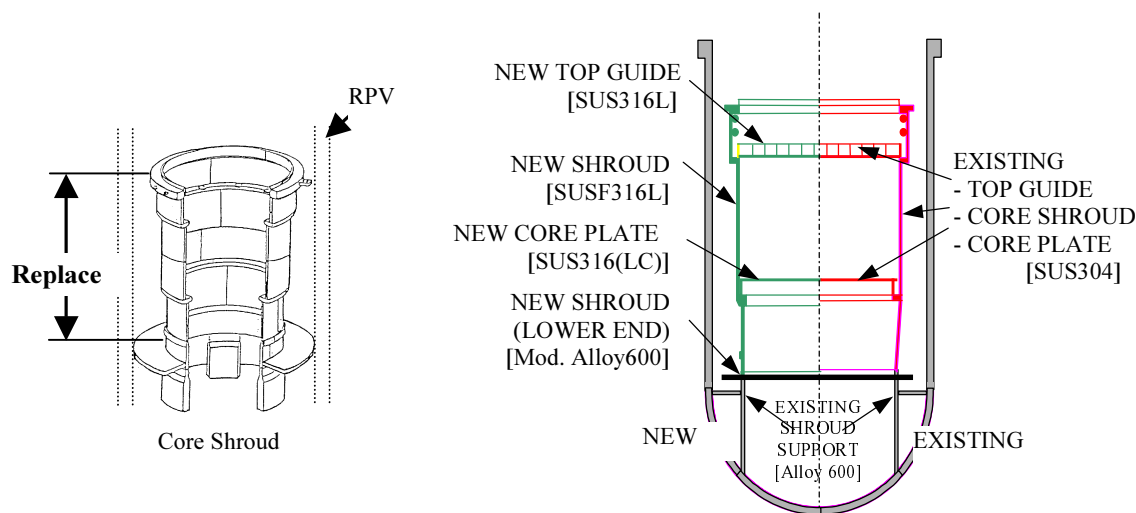 RPV
Replace
Core Shroud
NEW TOP GUIDE
[SUS316L]
NEW SHROUD
[SUSF316L]
NEW CORE PLATE
[SUS316(LC)]
NEW SHROUD
(LOWER END)
[Mod. Alloy600]
EXISTING
- TOP GUIDE
- CORE SHROUD
- CORE PLATE
[SUS304]
EXISTING
SHROUD
SUPPORT
[Alloy 600]
NEW
EXISTING